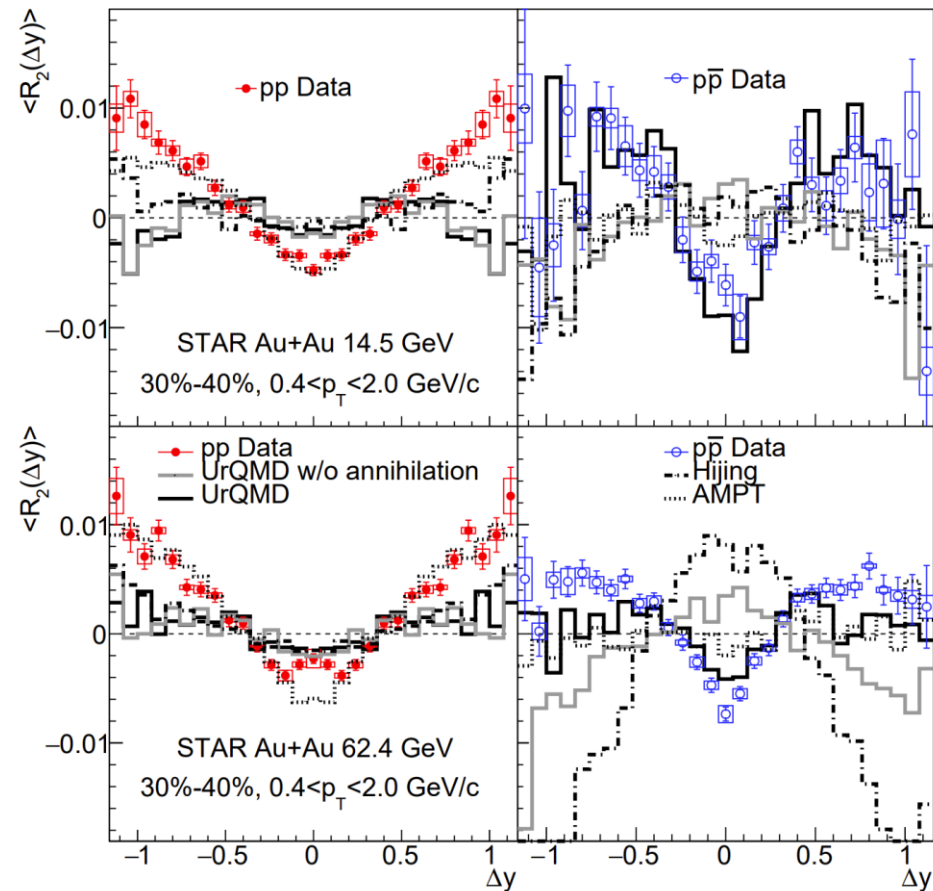 <R₂(Δy)>
0.01
0
−0.01
pp Data
STAR Au+Au 14.5 GeV
30%-40%, 0.4<p_T<2.0 GeV/c
pp̅ Data
<R₂(Δy)>
0.01
0
−0.01
pp Data
UrQMD w/o annihilation
UrQMD
STAR Au+Au 62.4 GeV
30%-40%, 0.4<p_T<2.0 GeV/c
pp̅ Data
Hijing
AMPT
−1 −0.5 0 0.5 1
Δy
−1 −0.5 0 0.5 1
Δy